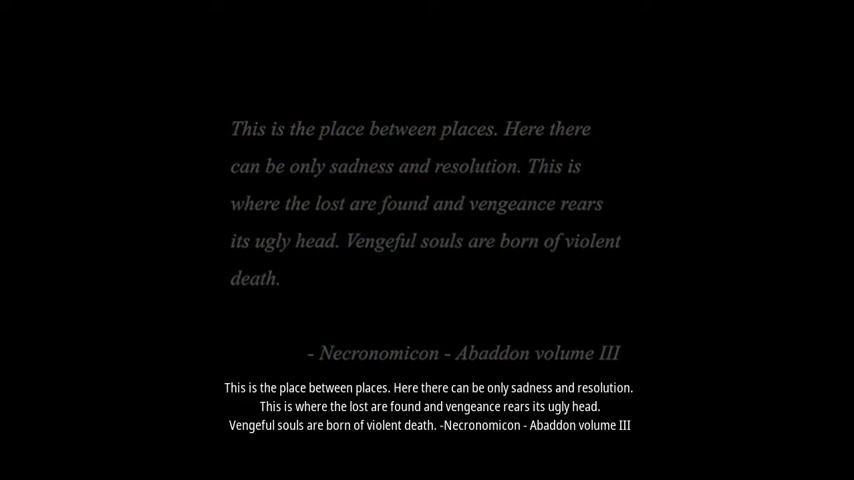 This is the place between places. Here there
can be only sadness and resolution. This is
where the lost are found and vengeance rears
its ugly head. Vengeful souls are born of violent
death.
- Necronomicon - Abaddon volume III
This is the place between places. Here there can be only sadness and resolution.
This is where the lost are found and vengeance rears its ugly head.
Vengeful souls are born of violent death. -Necronomicon - Abaddon volume III